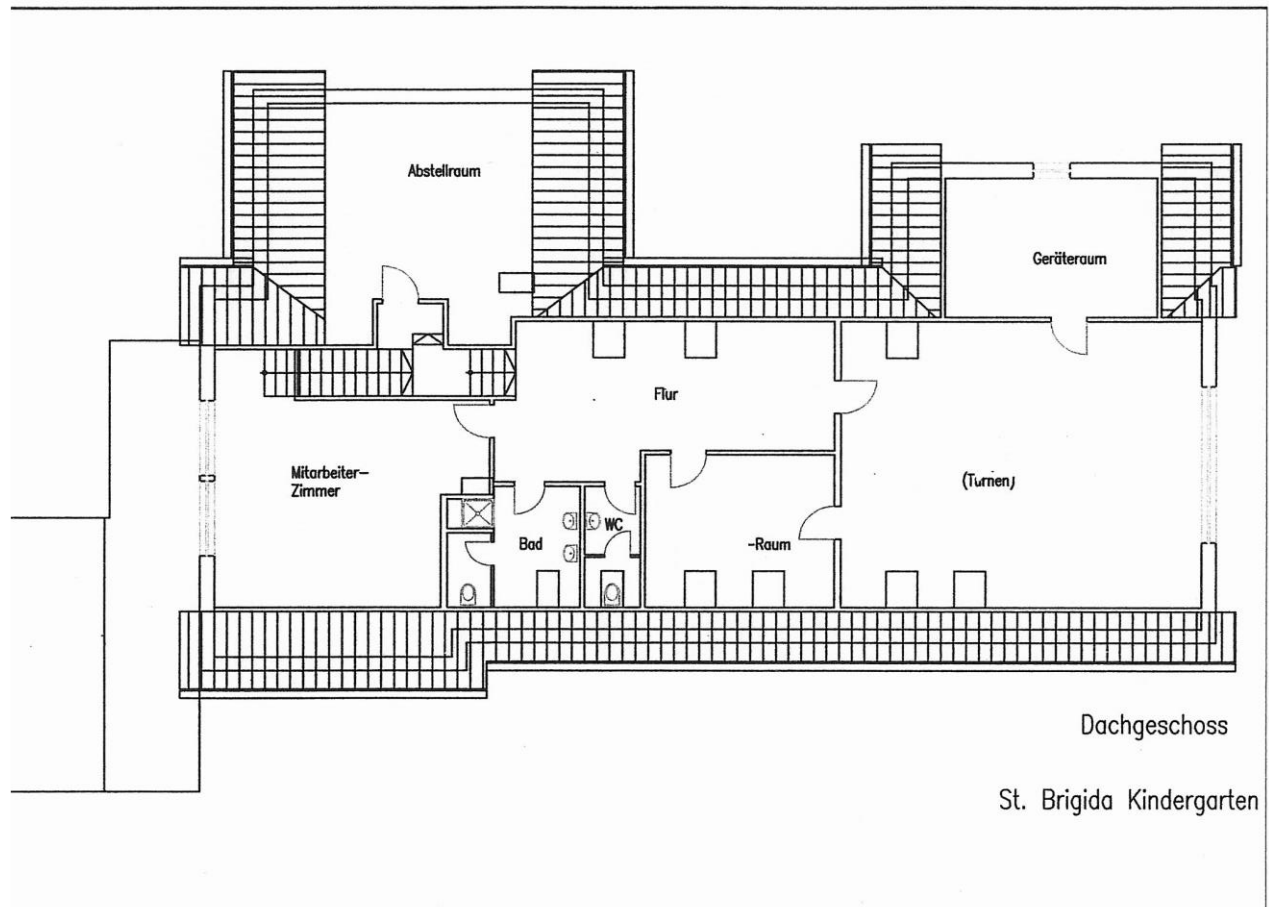 Abstellraum
Geräteraum
Flur
Mitarbeiter-
Zimmer
(Turnen)
WC
Bad
-Raum
Dachgeschoss
St. Brigida Kindergarten